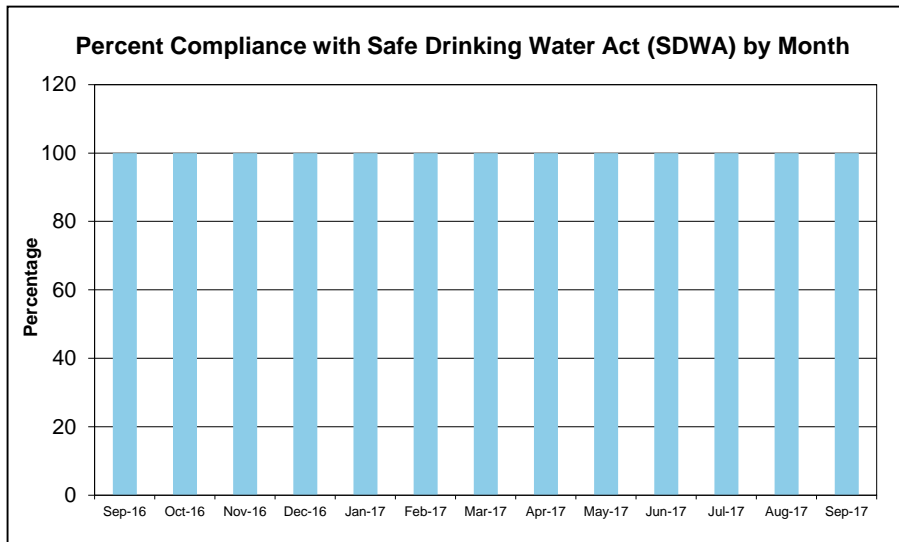 Percent Compliance with Safe Drinking Water Act (SDWA) by Month
120
100
80
60
40
20
0
Percentage
Sep-16 Oct-16 Nov-16 Dec-16 Jan-17 Feb-17 Mar-17 Apr-17 May-17 Jun-17 Jul-17 Aug-17 Sep-17